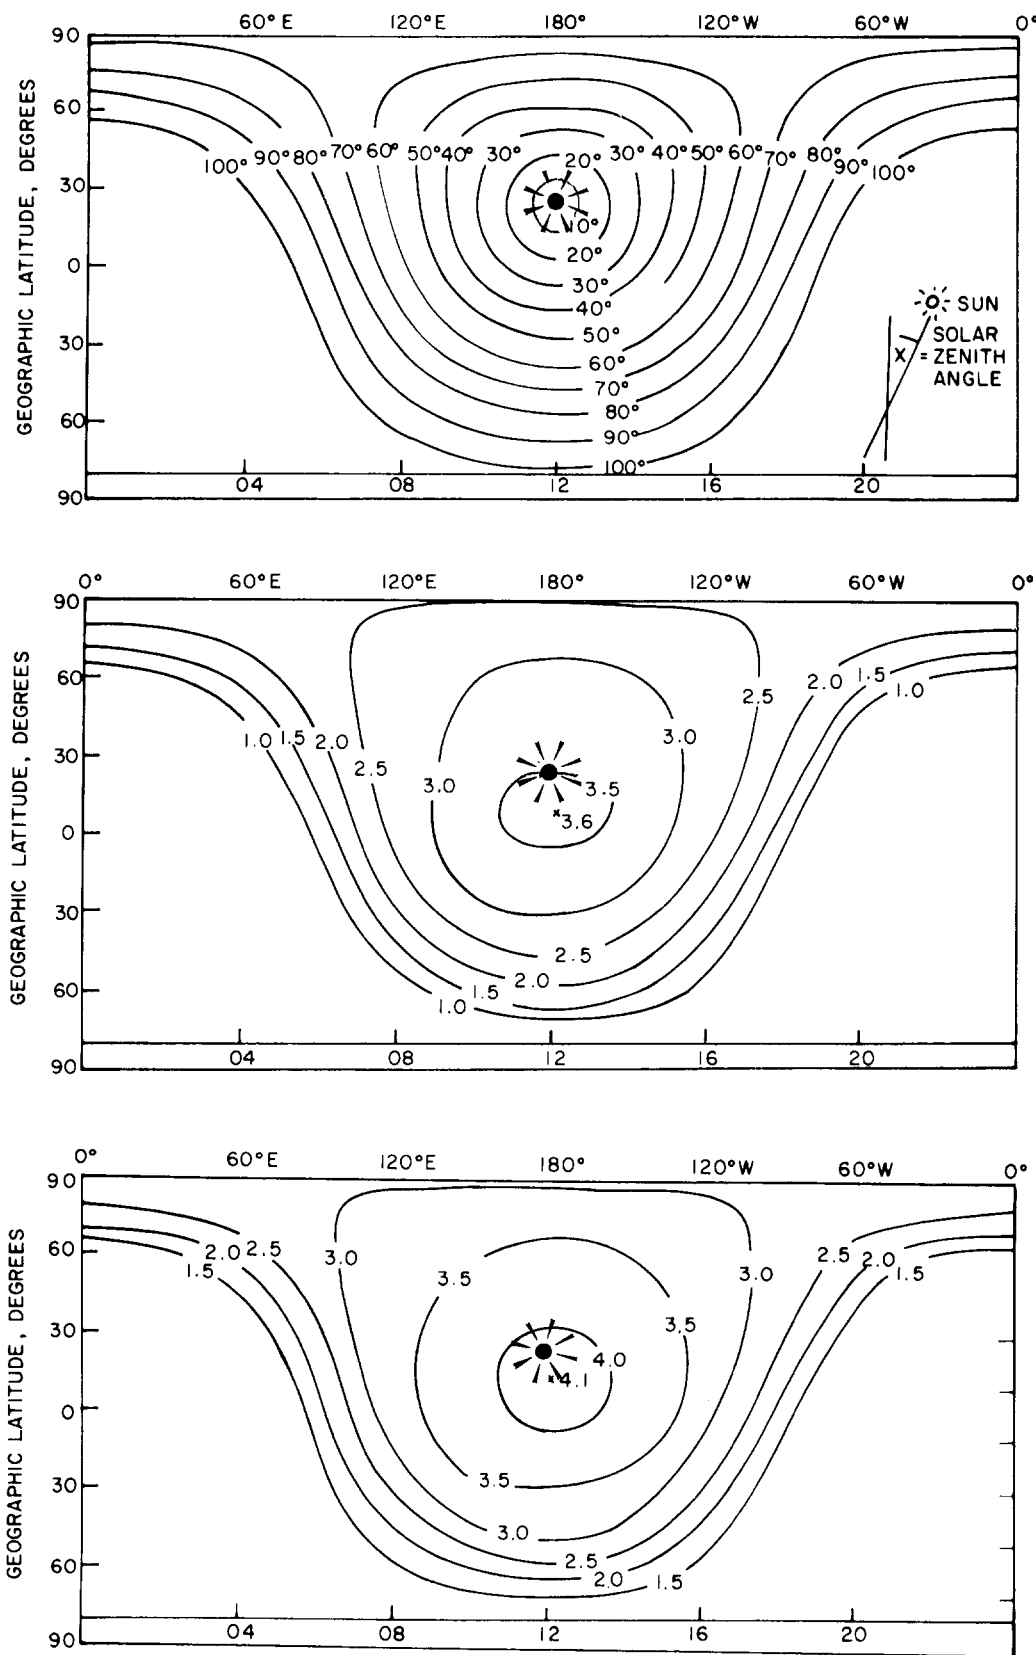 60°E 120°E 180° 120°W 60°W 0°
90
60
30
0
30
60
90
GEOGRAPHIC LATITUDE, DEGREES
100° 90° 80° 70° 60° 50° 40° 30° 20° 30° 40° 50° 60° 70° 80° 90° 100°
10°
20°
30°
40°
50°
60°
70°
80°
90°
100°
SUN
SOLAR
X = ZENITH
ANGLE
04 08 12 16 20
0° 60°E 120°E 180° 120°W 60°W 0°
90
60
30
0
30
60
90
GEOGRAPHIC LATITUDE, DEGREES
1.0 1.5 2.0 2.5 3.0 3.5 3.0 2.5 2.0 1.5 1.0
x3.6
2.5
2.0
1.5
1.0
04 08 12 16 20
0° 60°E 120°E 180° 120°W 60°W 0°
90
60
30
0
30
60
90
GEOGRAPHIC LATITUDE, DEGREES
1.5 2.0 2.5 3.0 3.5 4.0 3.5 3.0 2.5 2.0 1.5
x4.1
3.5
3.0
2.5
2.0 1.5
04 08 12 16 20